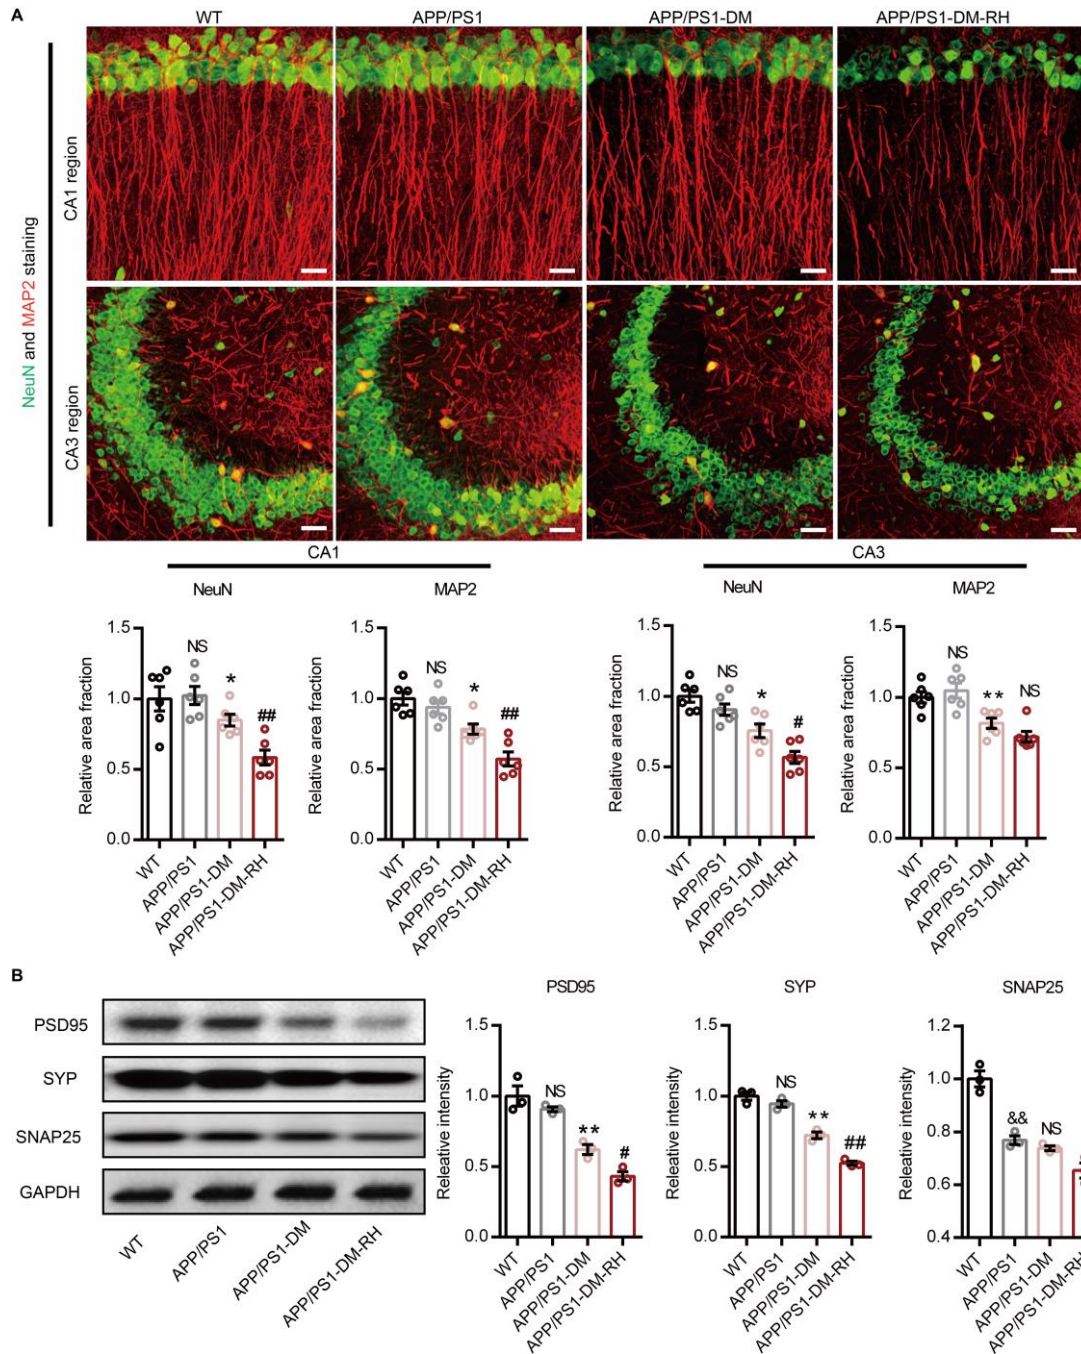 A
WT
APP/PS1
APP/PS1-DM
APP/PS1-DM-RH
NeuN and MAP2 staining
CA1 region
CA3 region
CA1
CA3
NeuN
MAP2
NeuN
MAP2
Relative area fraction
1.5
1.0
0.5
0.0
NS
*
##
WT
APP/PS1
APP/PS1-DM
APP/PS1-DM-RH
Relative area fraction
1.5
1.0
0.5
0.0
NS
*
##
WT
APP/PS1
APP/PS1-DM
APP/PS1-DM-RH
Relative area fraction
1.5
1.0
0.5
0.0
NS
*
#
WT
APP/PS1
APP/PS1-DM
APP/PS1-DM-RH
Relative area fraction
1.5
1.0
0.5
0.0
NS
**
NS
WT
APP/PS1
APP/PS1-DM
APP/PS1-DM-RH
B
PSD95
SYP
SNAP25
GAPDH
WT
APP/PS1
APP/PS1-DM
APP/PS1-DM-RH
PSD95
Releative intensity
1.5
1.0
0.5
0.0
NS
**
#
WT
APP/PS1
APP/PS1-DM
APP/PS1-DM-RH
SYP
Releative intensity
1.5
1.0
0.5
0.0
NS
**
##
WT
APP/PS1
APP/PS1-DM
APP/PS1-DM-RH
SNAP25
Releative intensity
1.2
1.0
0.8
0.6
0.4
&&
NS
WT
APP/PS1
APP/PS1-DM
APP/PS1-DM-RH